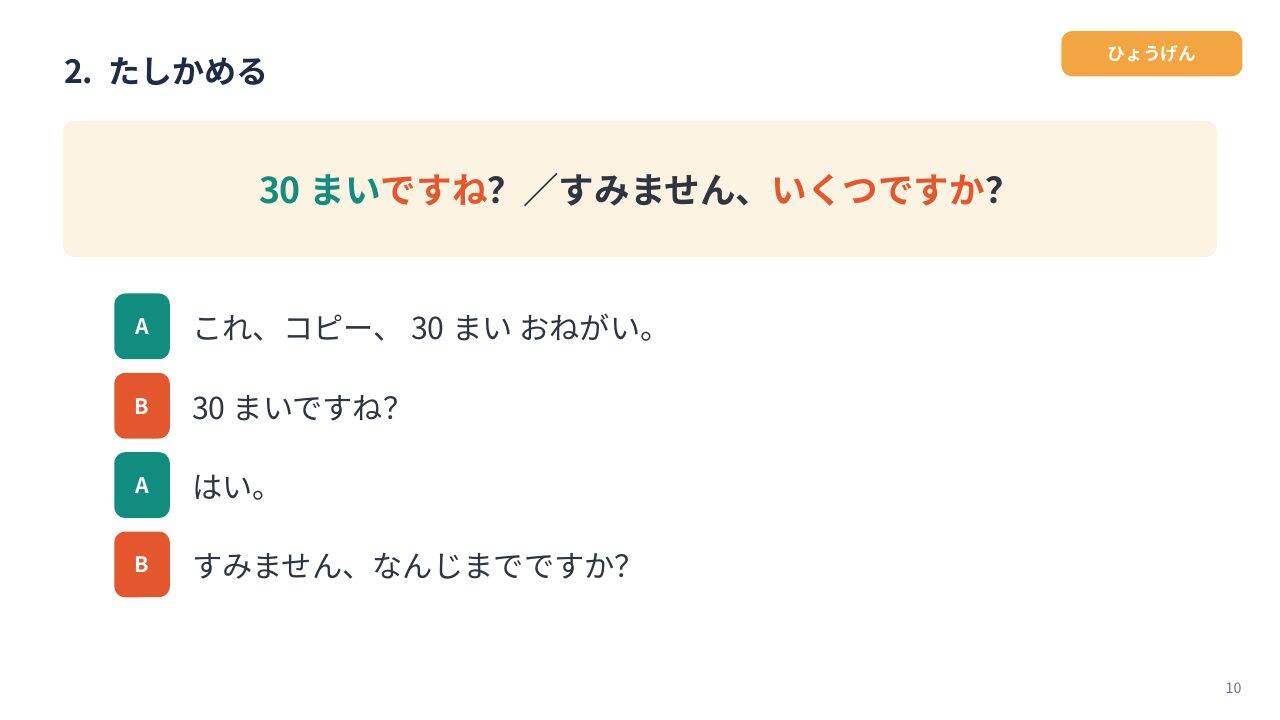 2. たしかめる
ひょうげん
30 まいですね? ／すみません、いくつですか?
A これ、コピー、 30 まい おねがい。
B 30 まいですね?
A はい。
B すみません、なんじまでですか?
10